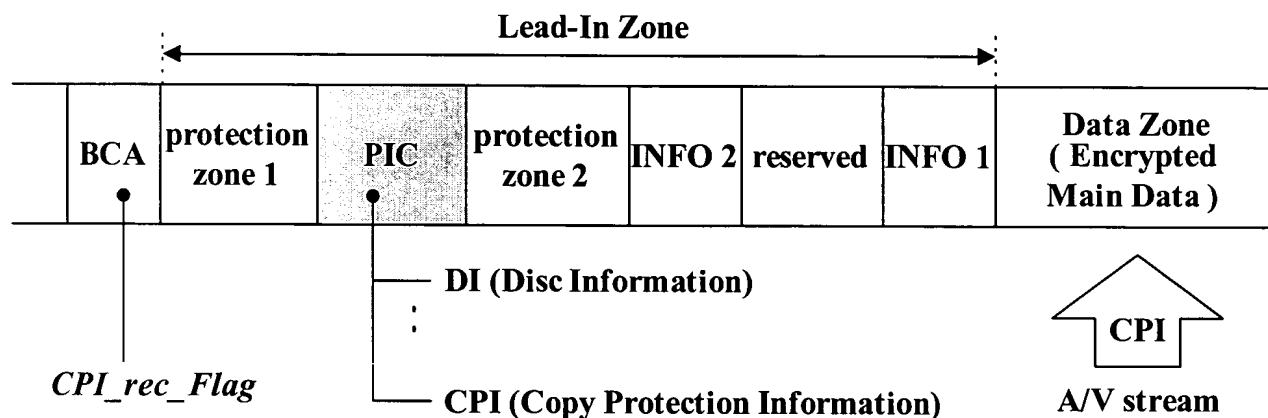 Lead-In Zone
BCA
protection
zone 1
PIC
protection
zone 2
INFO 2
reserved
INFO 1
Data Zone
( Encrypted
Main Data )
DI (Disc Information)
CPI_rec_Flag
CPI (Copy Protection Information)
CPI
A/V stream